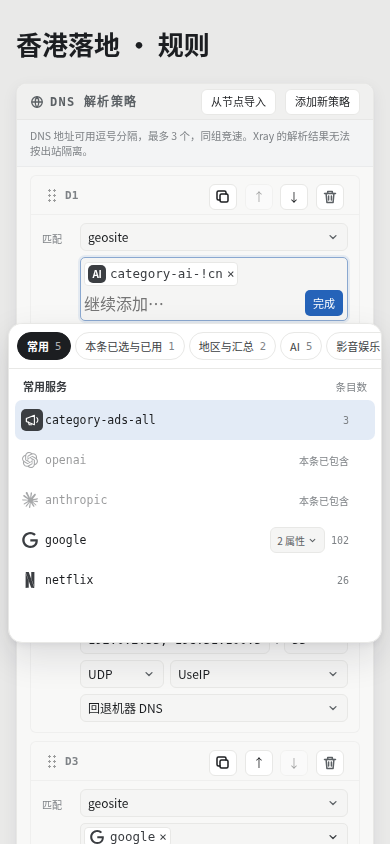 香港落地 · 规则
DNS 解析策略
从节点导入
添加新策略
DNS 地址可用逗号分隔，最多 3 个，同组竞速。Xray 的解析结果无法
按出站隔离。
D1
匹配
geosite
AI category-ai-!cn ×
继续添加···
完成
常用 5
本条已选与已用 1
地区与汇总 2
AI 5
影音娱乐
常用服务
条目数
category-ads-all
3
openai
本条已包含
anthropic
本条已包含
google
2 属性
102
netflix
26
UDP
UseIP
回退机器 DNS
D3
匹配
geosite
google ×